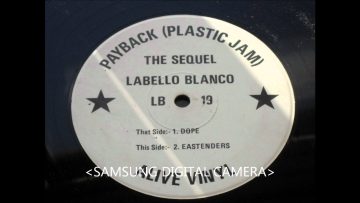 PAYBACK (PLASTIC JAM)
THE SEQUEL
LABELLO BLANCO
LB 19
That Side:- 1. DOPE
This Side:- 2. EASTENDERS
<SAMSUNG DIGITAL CAMERA>